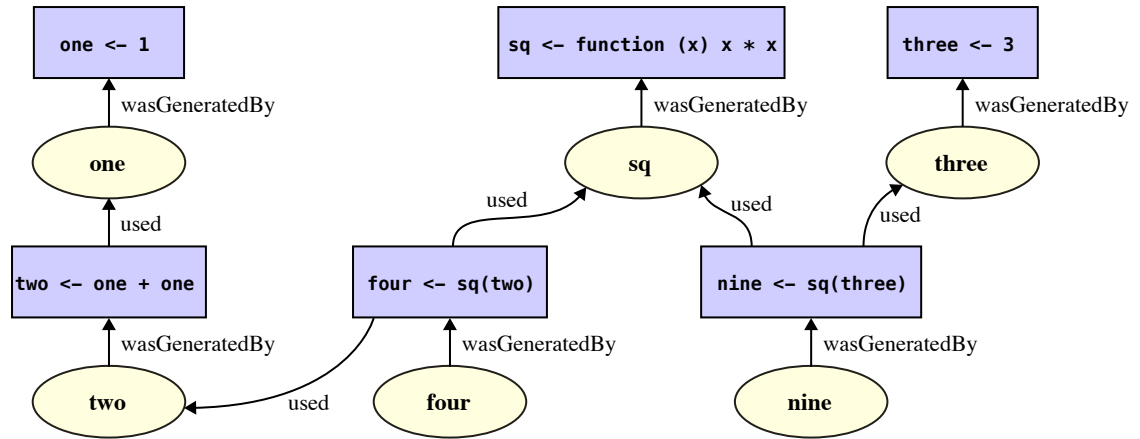 one <- 1
sq <- function (x) x * x
three <- 3
wasGeneratedBy
wasGeneratedBy
wasGeneratedBy
one
sq
three
used
used
used
used
two <- one + one
four <- sq(two)
nine <- sq(three)
wasGeneratedBy
wasGeneratedBy
wasGeneratedBy
two
used
four
nine